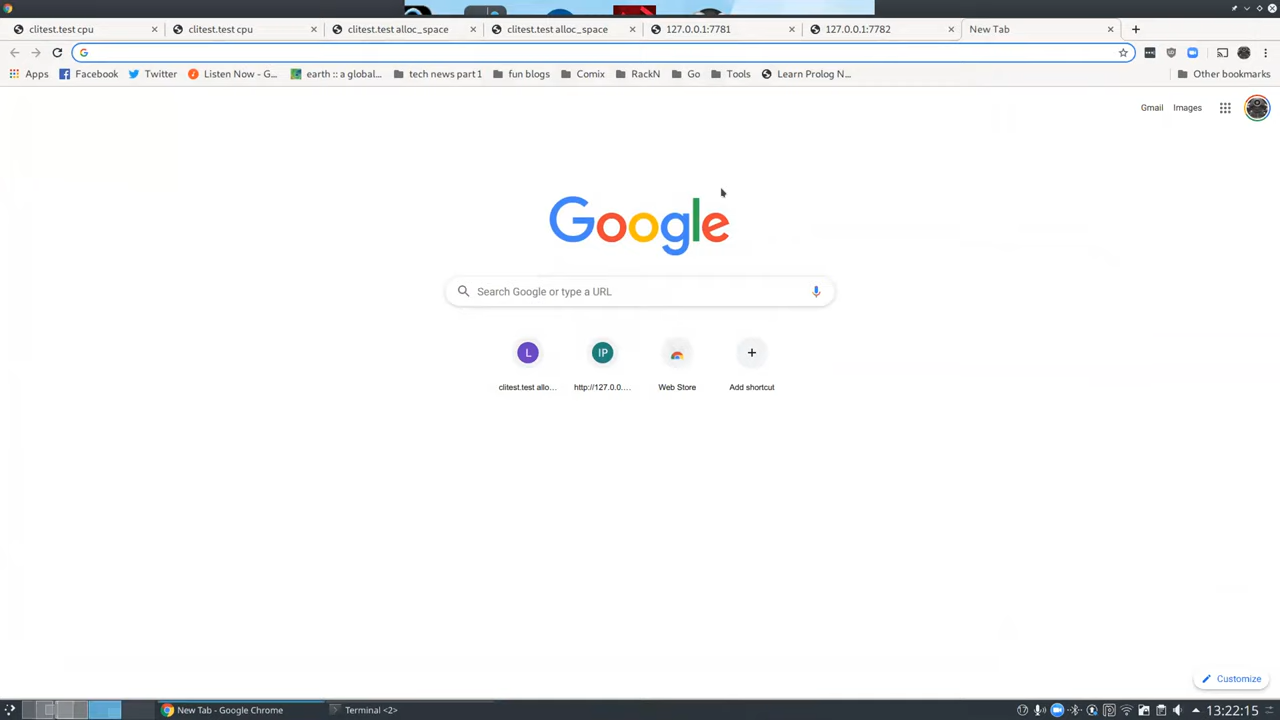 clitest.test cpu
clitest.test cpu
clitest.test alloc_space
clitest.test alloc_space
127.0.0.1:7781
127.0.0.1:7782
New Tab
Apps
Facebook
Twitter
Listen Now - G...
earth :: a global...
tech news part1
fun blogs
Comix
RackN
Go
Tools
Learn Prolog N...
Other bookmarks
Gmail
Images
Google
Search Google or type a URL
L
IP
clitest.test allo...
http://127.0.0....
Web Store
Add shortcut
Customize
New Tab - Google Chrome
Terminal <2>
13:22:15